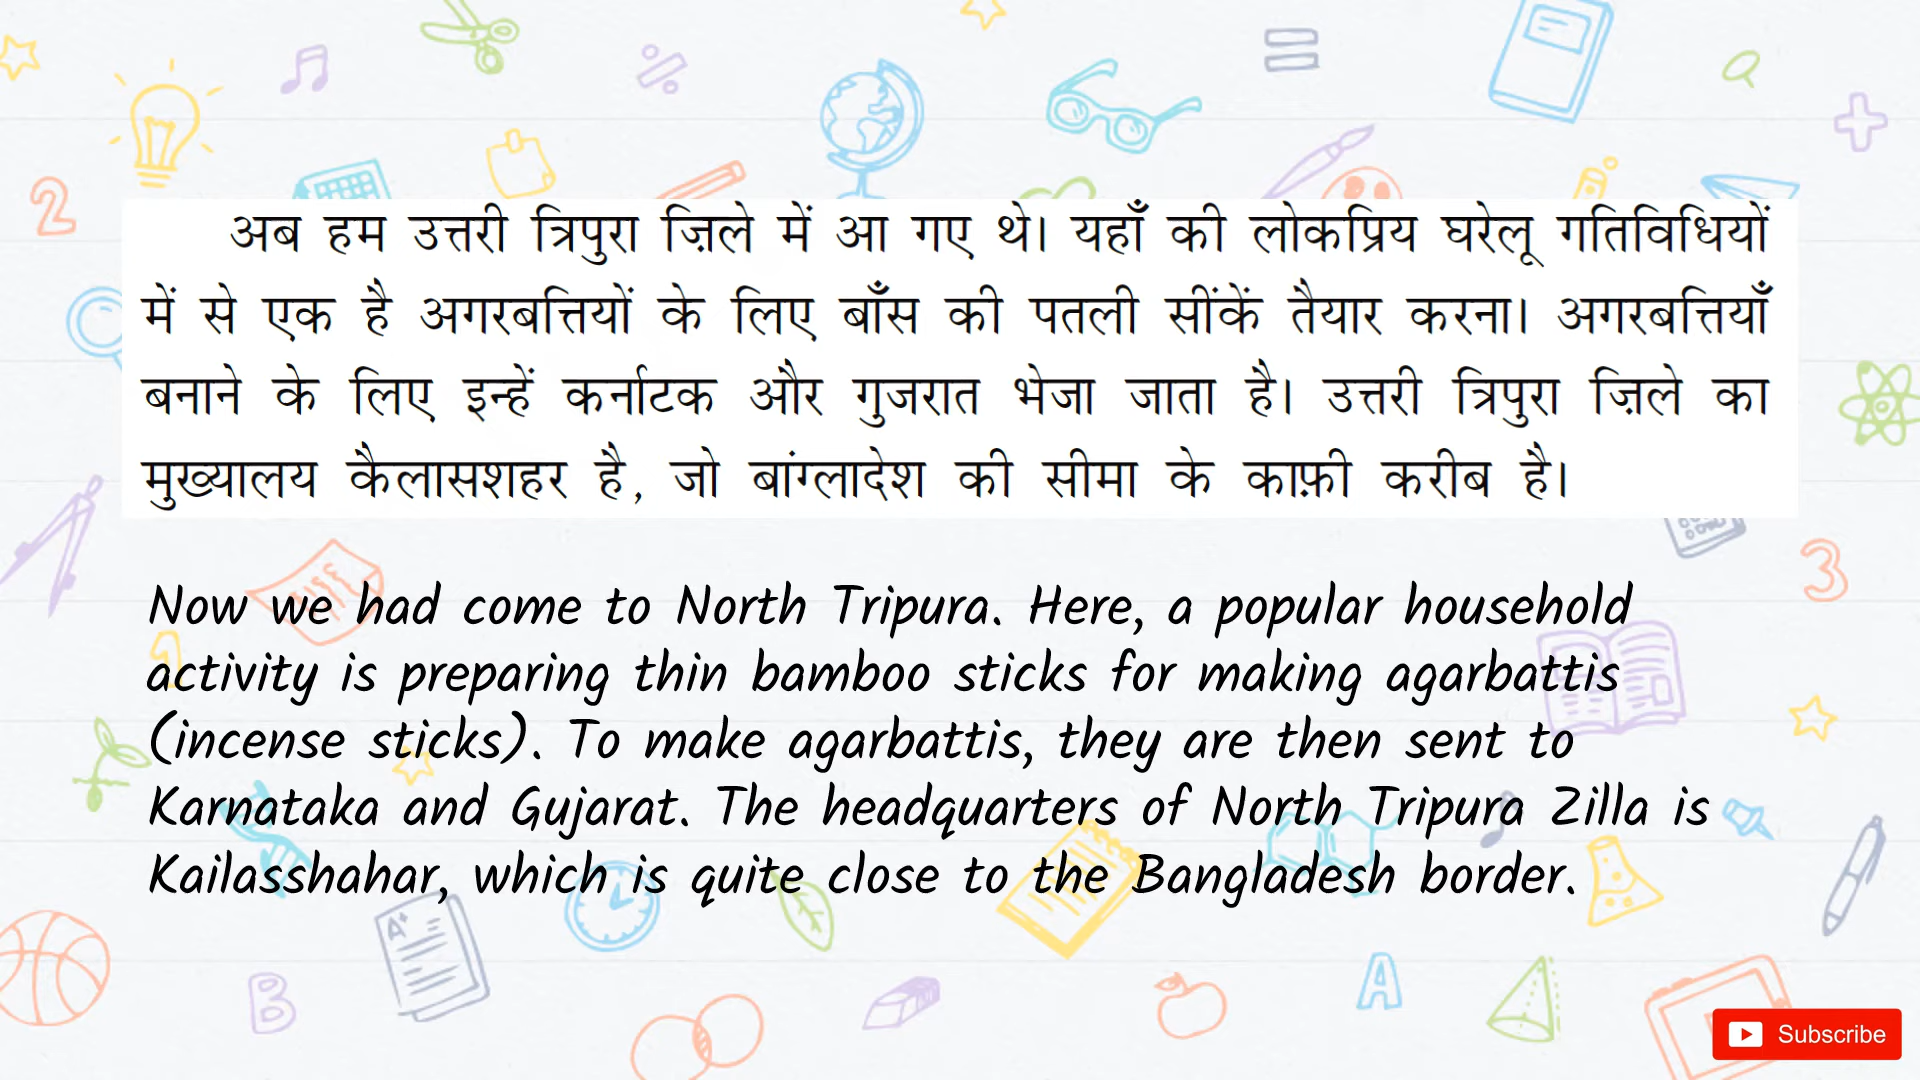 अब हम उत्तरी त्रिपुरा ज़िले में आ गए थे। यहाँ की लोकप्रिय घरेलू गतिविधियों
में से एक है अगरबत्तियों के लिए बाँस की पतली सींकें तैयार करना। अगरबत्तियाँ
बनाने के लिए इन्हें कर्नाटक और गुजरात भेजा जाता है। उत्तरी त्रिपुरा ज़िले का
मुख्यालय कैलासशहर है, जो बांग्लादेश की सीमा के काफ़ी करीब है।
Now we had come to North Tripura. Here, a popular household
activity is preparing thin bamboo sticks for making agarbattis
(incense sticks). To make agarbattis, they are then sent to
Karnataka and Gujarat. The headquarters of North Tripura Zilla is
Kailasshahar, which is quite close to the Bangladesh border.
2
3
1
A+
B
A
Subscribe